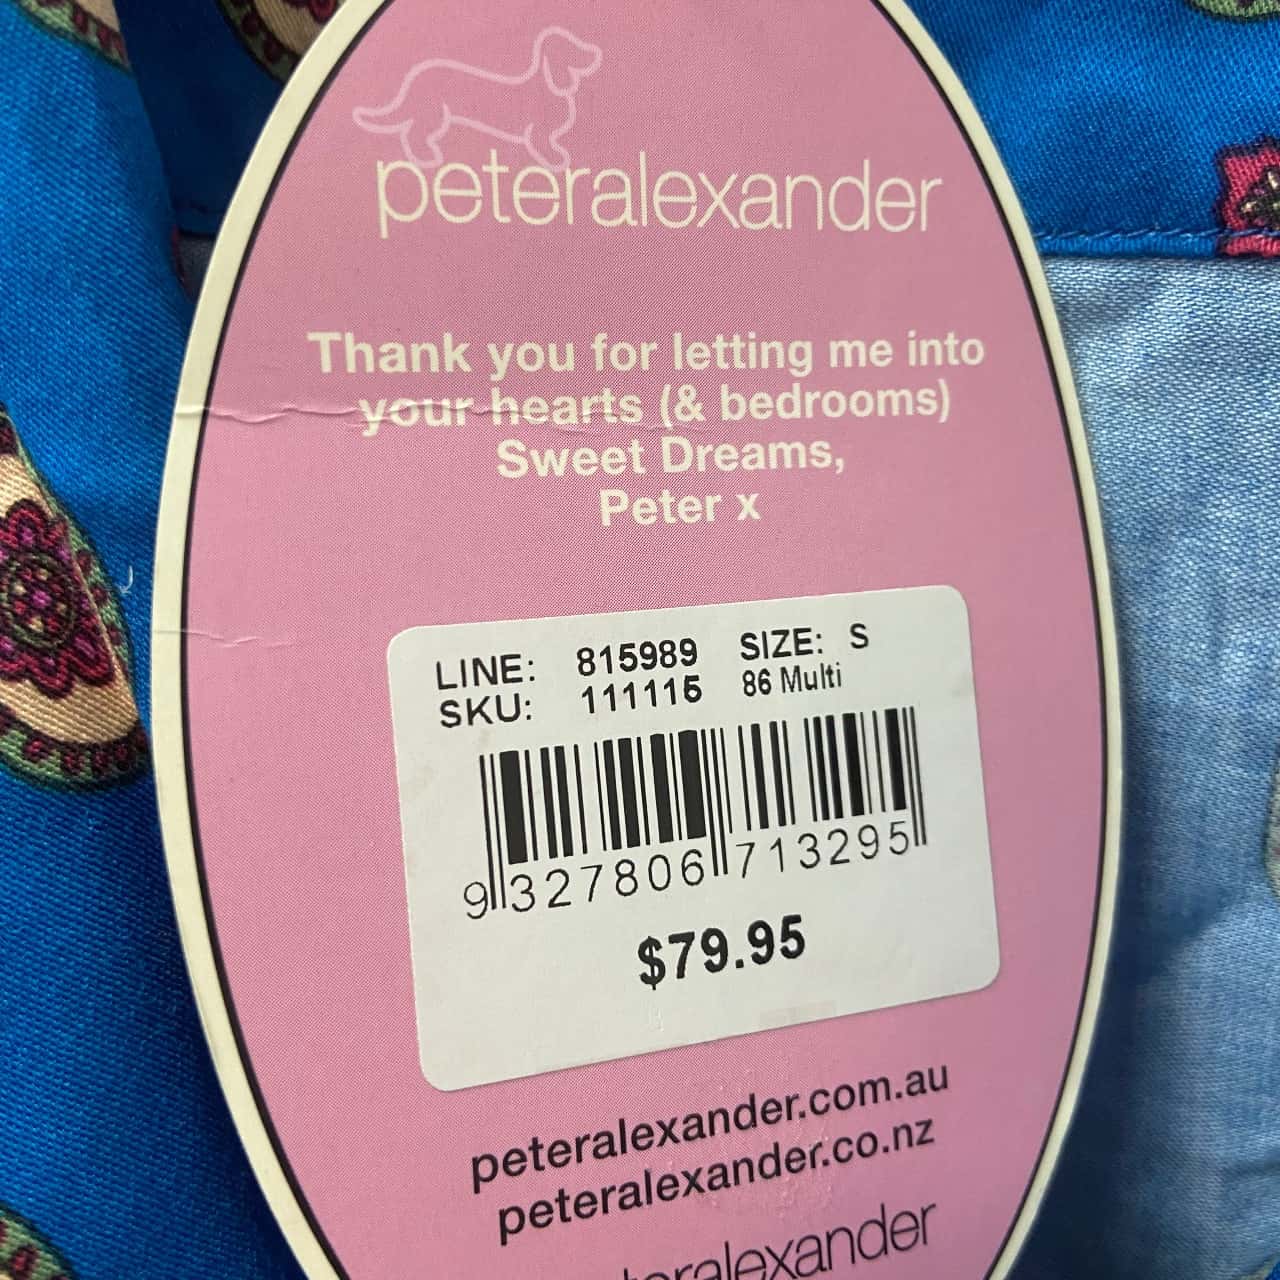 peteralexander
Thank you for letting me into
your hearts (& bedrooms)
Sweet Dreams,
Peter x
LINE: 815989 SIZE: S
SKU: 111115 86 Multi
9 327806 713295
$79.95
peteralexander.com.au
peteralexander.co.nz